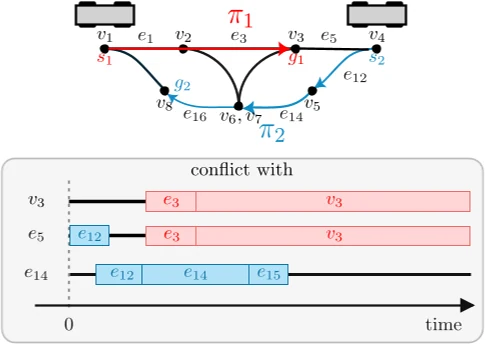 π₁
v₁ e₁ v₂ e₃ v₃ e₅ v₄
s₁ g₁ s₂
g₂ e₁₂
v₈ e₁₆ v₆, v₇ e₁₄ v₅
π₂
conflict with
v₃ e₃ v₃
e₅ e₁₂ e₃ v₃
e₁₄ e₁₂ e₁₄ e₁₅
0 time